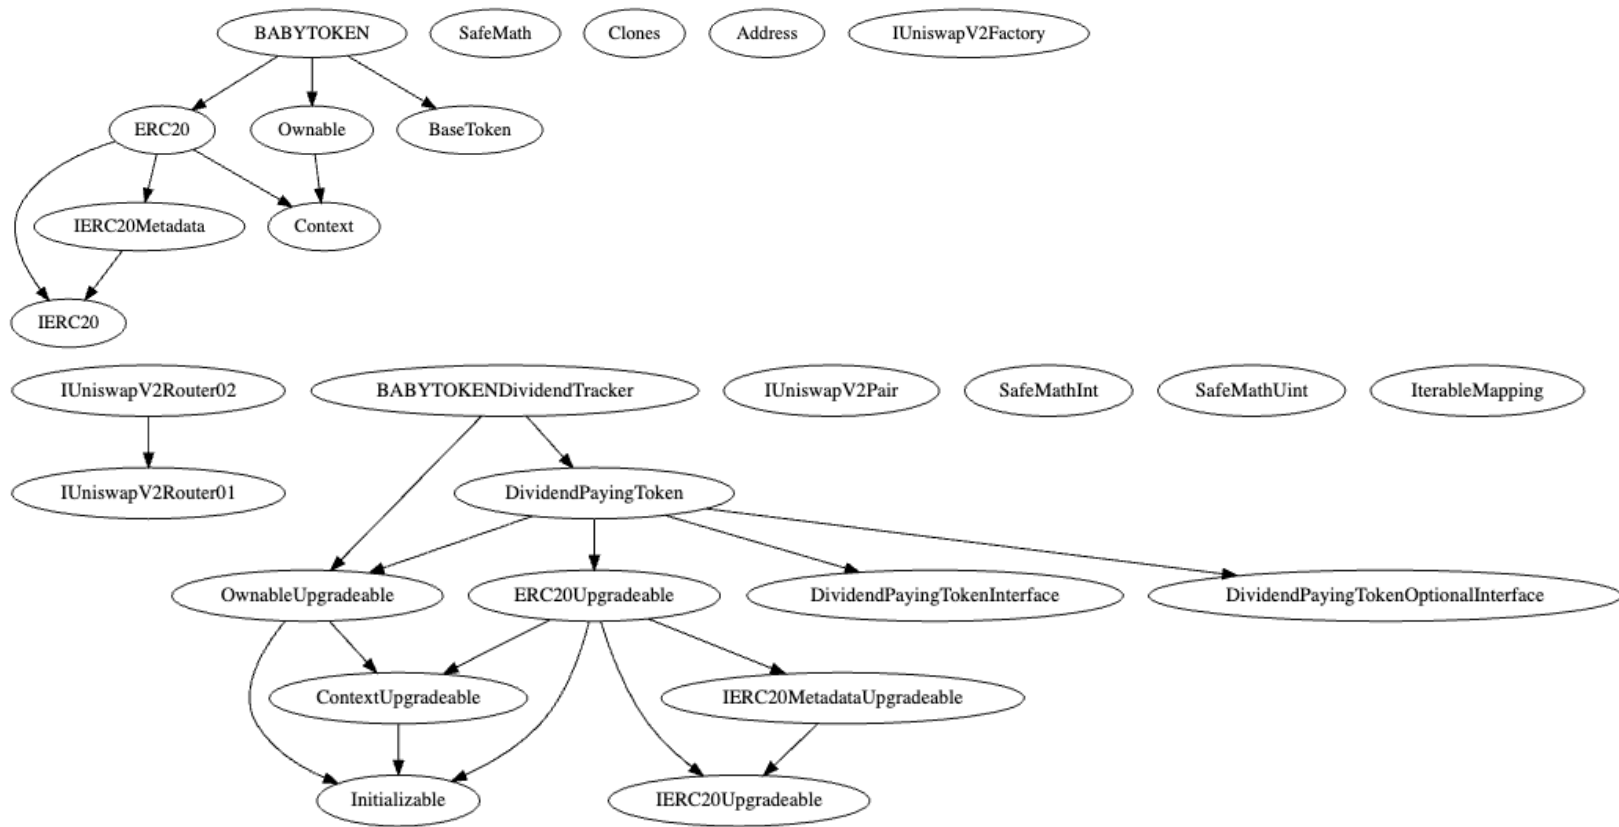 BABYTOKEN
SafeMath
Clones
Address
IUniswapV2Factory
ERC20
Ownable
BaseToken
IERC20Metadata
Context
IERC20
IUniswapV2Router02
BABYTOKENDividendTracker
IUniswapV2Pair
SafeMathInt
SafeMathUint
IterableMapping
IUniswapV2Router01
DividendPayingToken
OwnableUpgradeable
ERC20Upgradeable
DividendPayingTokenInterface
DividendPayingTokenOptionalInterface
ContextUpgradeable
IERC20MetadataUpgradeable
Initializable
IERC20Upgradeable